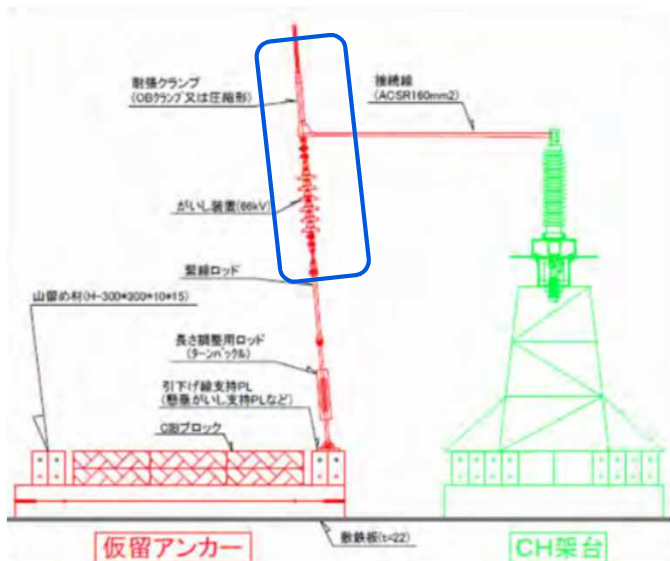 耐張クランプ
(OBクランプ又は圧縮形)
接続線
(ACSR160mm2)
がいし装置(66kV)
緊線ロッド
山留め材(H-300*300*10*15)
長さ調整用ロッド
(ターンバックル)
引下げ線支持PL
(懸垂がいし支持PLなど)
CBブロック
敷鉄板(t=22)
仮留アンカー
CH架台